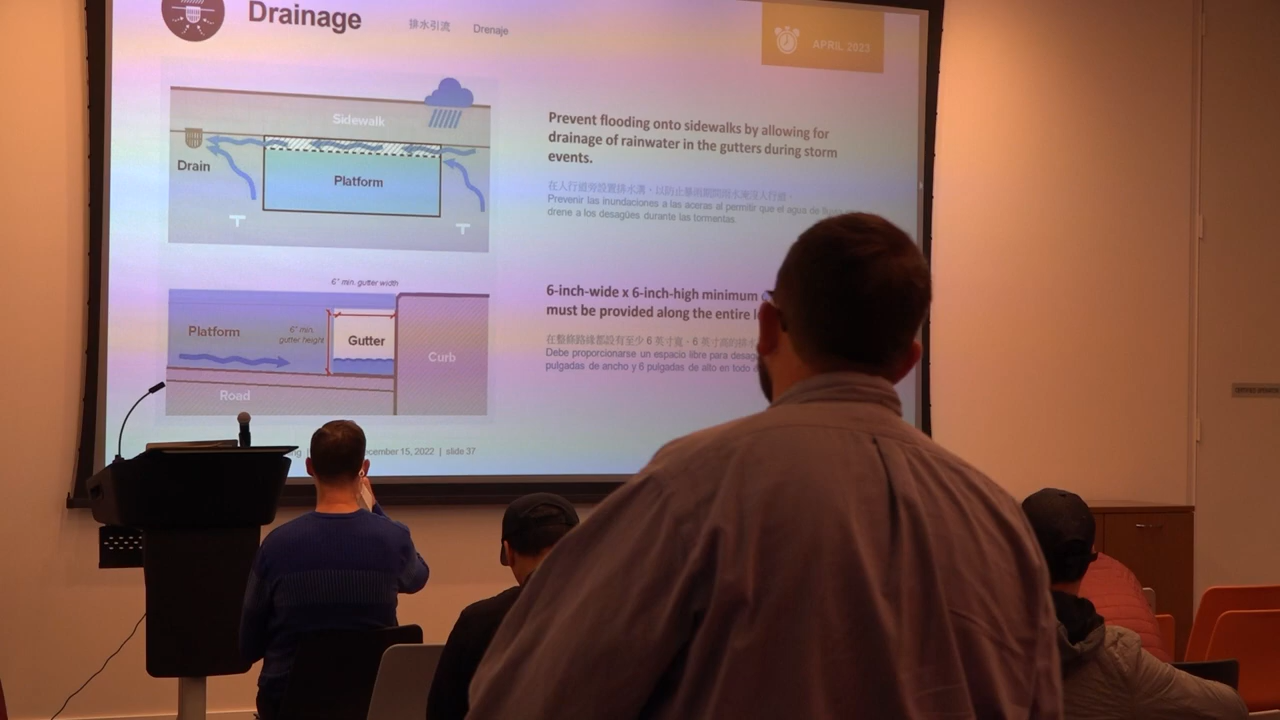 Drainage
排水引流
Drenaje
APRIL 2023
Sidewalk
Drain
Platform
Prevent flooding onto sidewalks by allowing for
drainage of rainwater in the gutters during storm
events.
Prevenir las inundaciones a las aceras al permitir que el agua de
drene a los desagües durante las tormentas.
6" min. gutter width
Platform
6" min.
gutter height
Gutter
Curb
Road
6-inch-wide x 6-inch-high minimum
must be provided along the entire
Debe proporcionarse un espacio libre para
pulgadas de ancho y 6 pulgadas de alto en todo
December 15, 2022 | slide 37